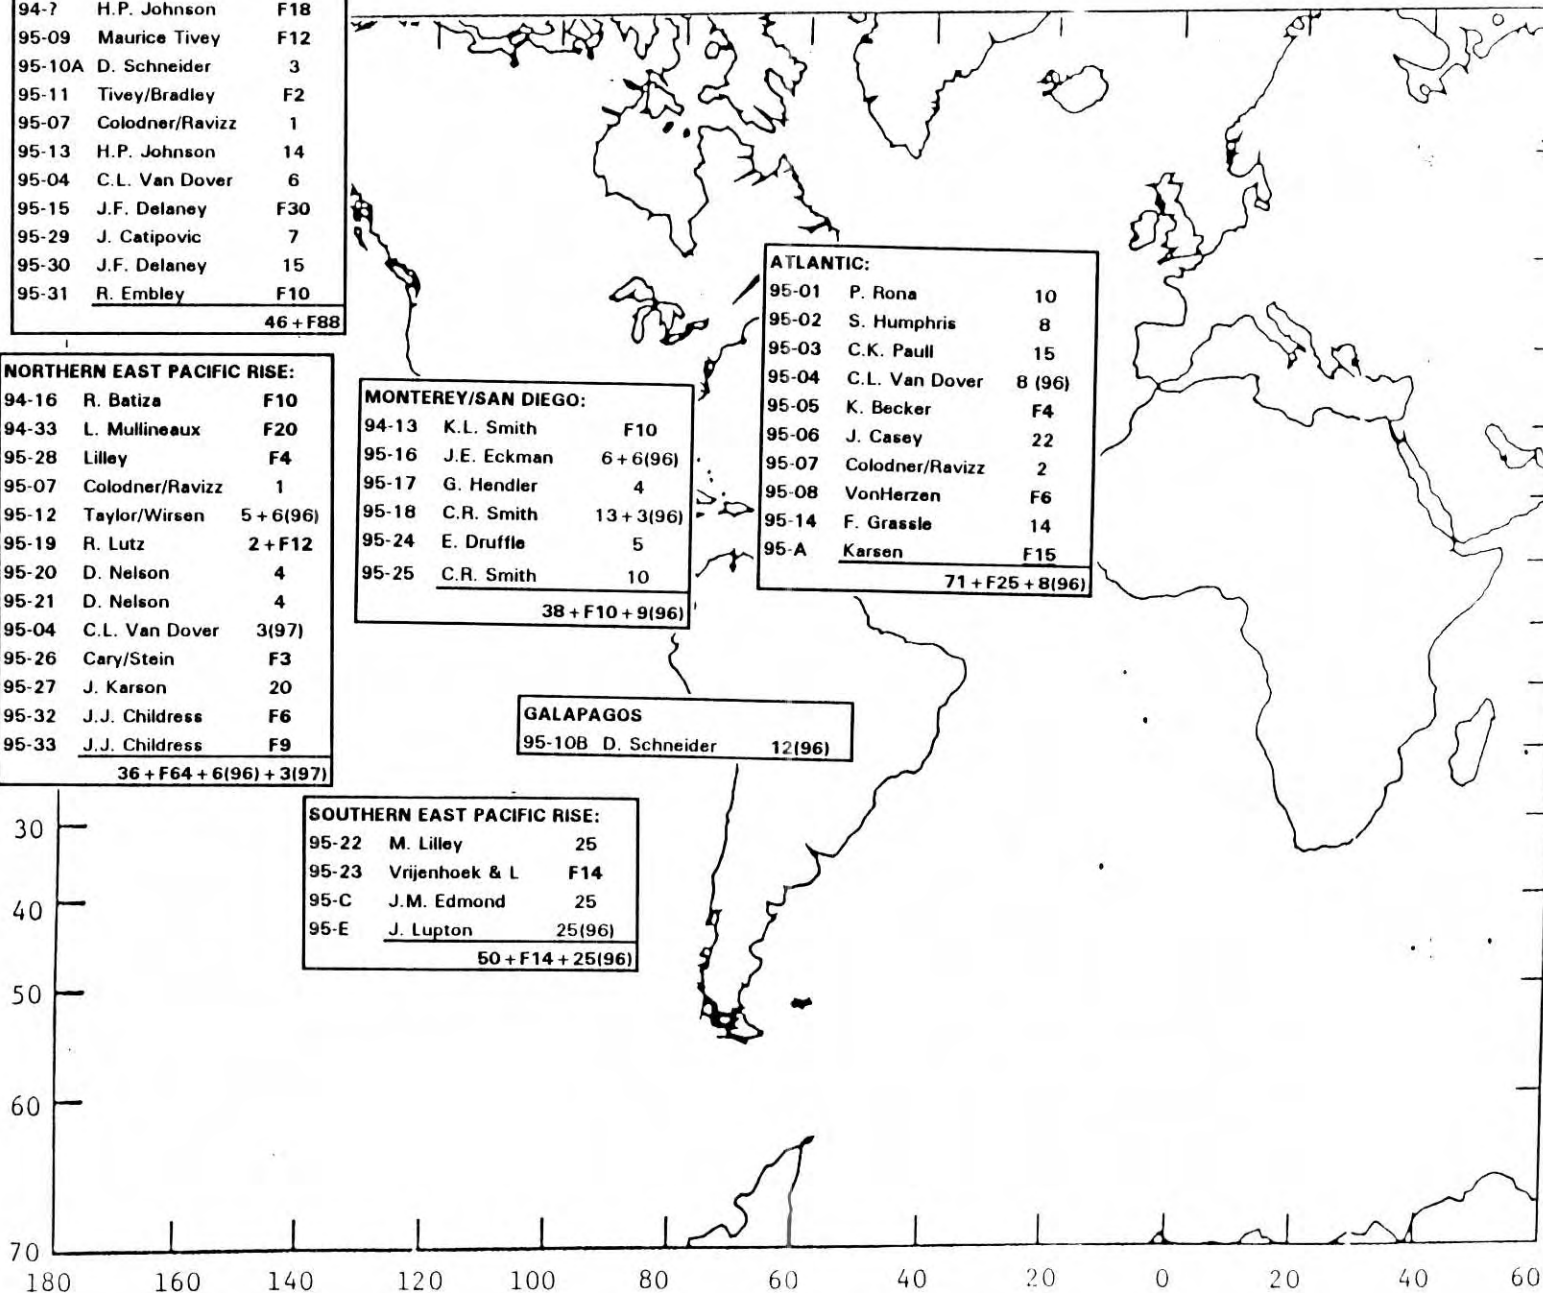 94-? H.P. Johnson F18
95-09 Maurice Tivey F12
95-10A D. Schneider 3
95-11 Tivey/Bradley F2
95-07 Colodner/Ravizz 1
95-13 H.P. Johnson 14
95-04 C.L. Van Dover 6
95-15 J.F. Delaney F30
95-29 J. Catipovic 7
95-30 J.F. Delaney 15
95-31 R. Embley F10
46 + F88
NORTHERN EAST PACIFIC RISE:
94-16 R. Batiza F10
94-33 L. Mullineaux F20
95-28 Lilley F4
95-07 Colodner/Ravizz 1
95-12 Taylor/Wirsen 5 + 6(96)
95-19 R. Lutz 2 + F12
95-20 D. Nelson 4
95-21 D. Nelson 4
95-04 C.L. Van Dover 3(97)
95-26 Cary/Stein F3
95-27 J. Karson 20
95-32 J.J. Childress F6
95-33 J.J. Childress F9
36 + F64 + 6(96) + 3(97)
MONTEREY/SAN DIEGO:
94-13 K.L. Smith F10
95-16 J.E. Eckman 6 + 6(96)
95-17 G. Hendler 4
95-18 C.R. Smith 13 + 3(96)
95-24 E. Druffle 5
95-25 C.R. Smith 10
38 + F10 + 9(96)
ATLANTIC:
95-01 P. Rona 10
95-02 S. Humphris 8
95-03 C.K. Paull 15
95-04 C.L. Van Dover 8 (96)
95-05 K. Becker F4
95-06 J. Casey 22
95-07 Colodner/Ravizz 2
95-08 VonHerzen F6
95-14 F. Grassle 14
95-A Karsen F15
71 + F25 + 8(96)
GALAPAGOS
95-10B D. Schneider 12(96)
SOUTHERN EAST PACIFIC RISE:
95-22 M. Lilley 25
95-23 Vrijenhoek & L F14
95-C J.M. Edmond 25
95-E J. Lupton 25(96)
50 + F14 + 25(96)
30
40
50
60
70
180 160 140 120 100 80 60 40 20 0 20 40 60